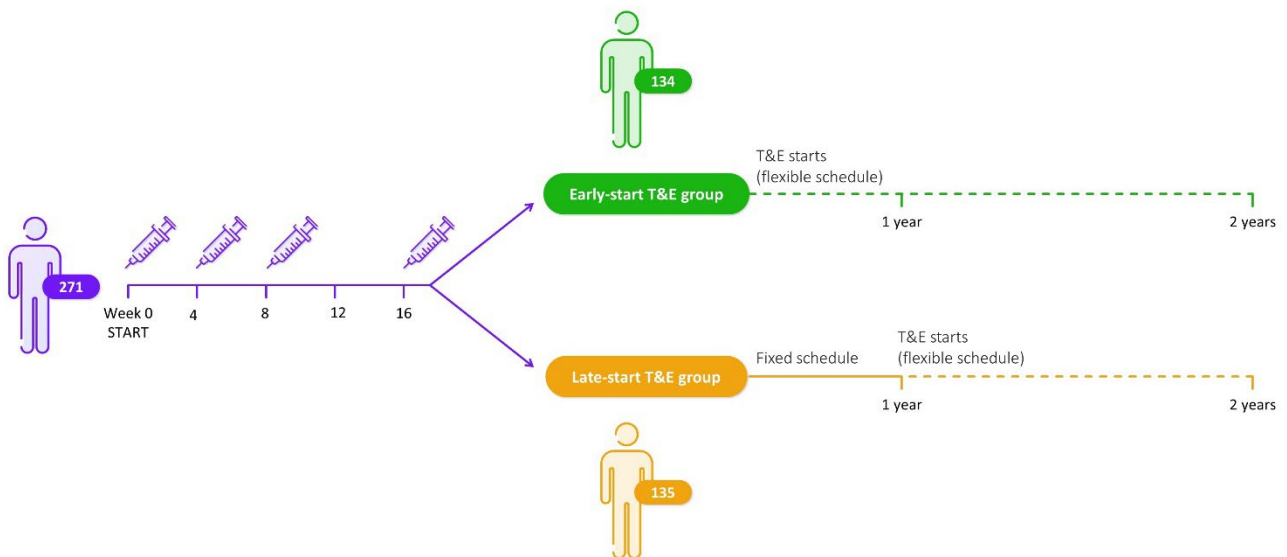 134
T&E starts
(flexible schedule)
Early-start T&E group
1 year
2 years
271
Week 0
START
4
8
12
16
T&E starts
(flexible schedule)
Fixed schedule
Late-start T&E group
1 year
2 years
135